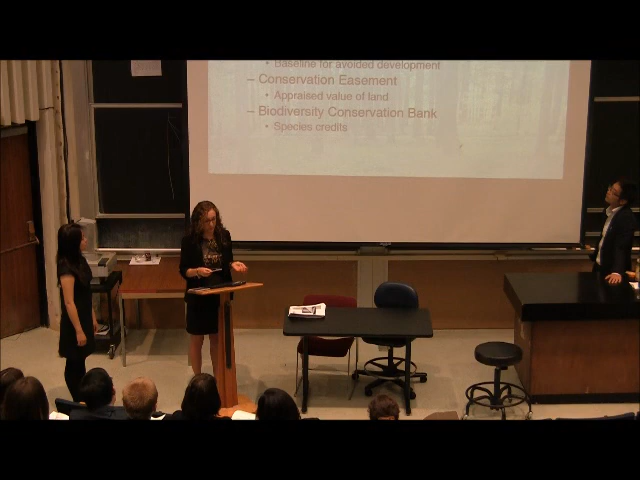 • Baseline for avoided development
– Conservation Easement
• Appraised value of land
– Biodiversity Conservation Bank
• Species credits